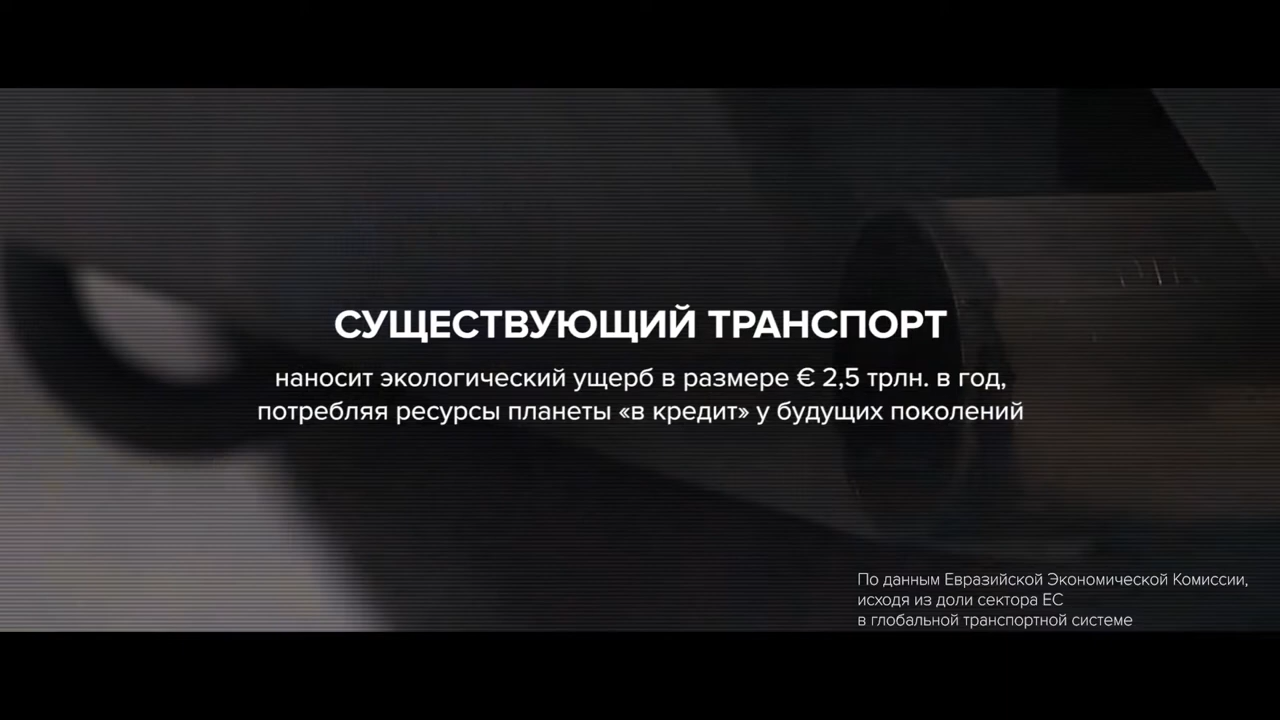 СУЩЕСТВУЮЩИЙ ТРАНСПОРТ
наносит экологический ущерб в размере € 2,5 трлн. в год,
потребляя ресурсы планеты «в кредит» у будущих поколений
По данным Евразийской Экономической Комиссии,
исходя из доли сектора ЕС
в глобальной транспортной системе